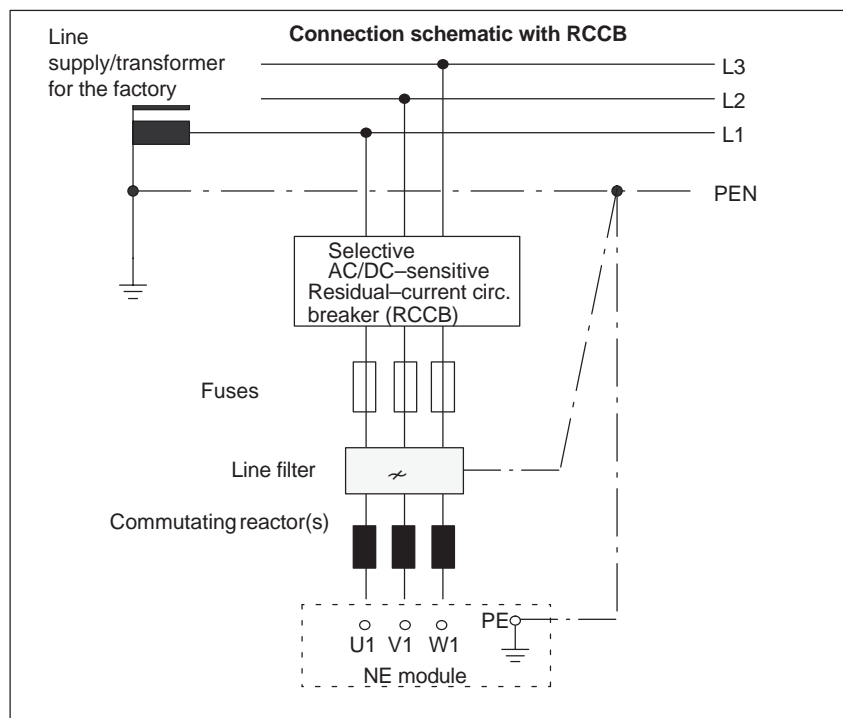 Connection schematic with RCCB
Line
supply/transformer
for the factory
L3
L2
L1
PEN
Selective
AC/DC–sensitive
Residual–current circ.
breaker (RCCB)
Fuses
Line filter
Commutating reactor(s)
PE
U1 V1 W1
NE module